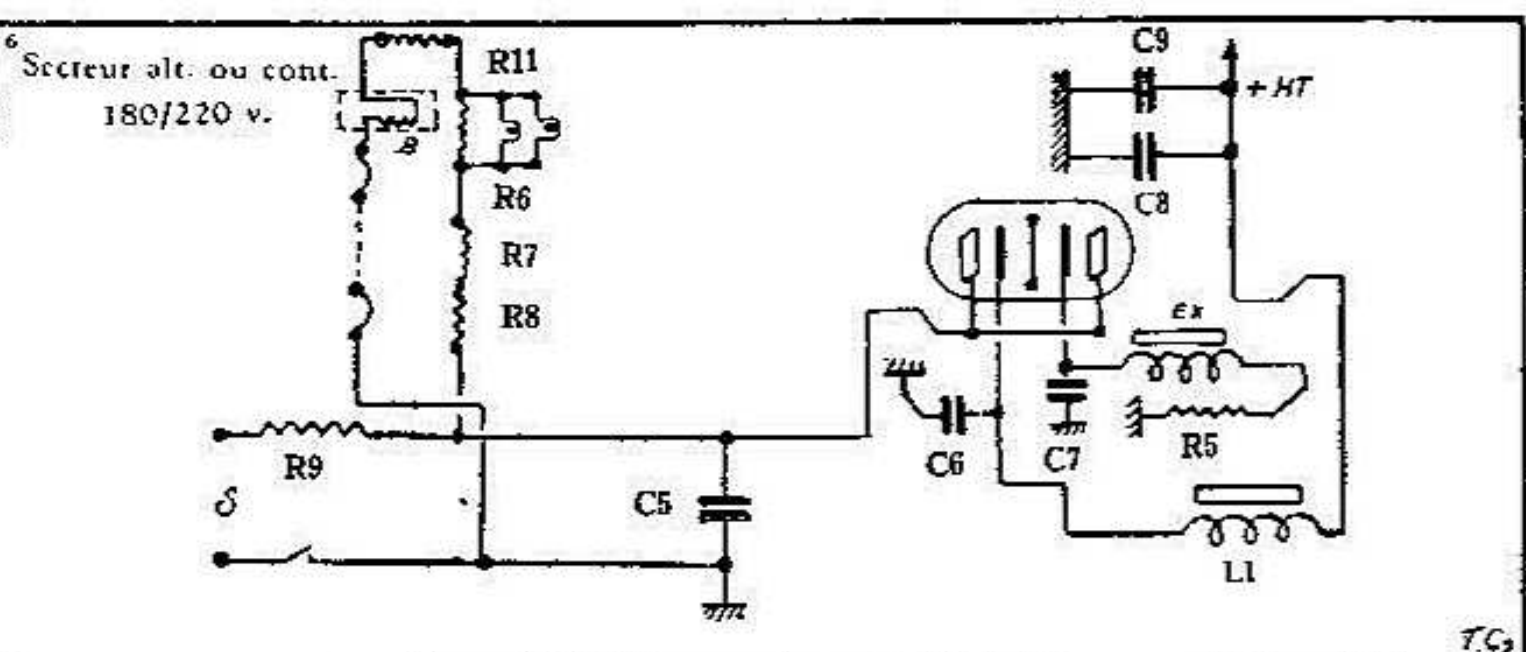 6
Secteur alt. ou cont.
180/220 v.
B
R11
R6
R7
R8
R9
S
C5
C9
+ HT
C8
Ex
C6
C7
R5
L1
T.C2